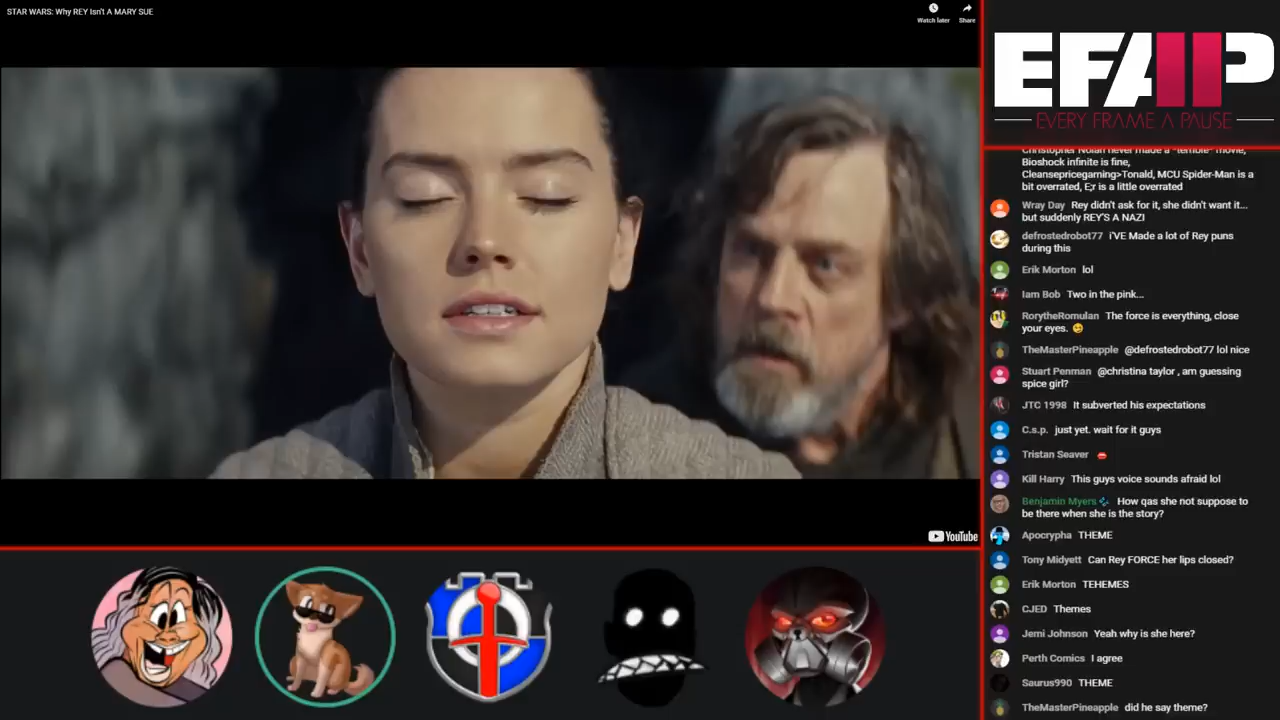 STAR WARS: Why REY Isn't A MARY SUE
Watch later
Share
YouTube
EFAP
EVERY FRAME A PAUSE
Christopher Nolan never made a "terrible" movie,
Bioshock infinite is fine,
Cleansepricegaming>Tonald, MCU Spider-Man is a
bit overrated, E;r is a little overrated
Wray Day Rey didn't ask for it, she didn't want it...
but suddenly REY'S A NAZI
defrostedrobot77 i'VE Made a lot of Rey puns
during this
Erik Morton lol
Iam Bob Two in the pink...
RorytheRomulan The force is everything, close
your eyes. 😏
TheMasterPineapple @defrostedrobot77 lol nice
Stuart Penman @christina taylor , am guessing
spice girl?
JTC 1998 It subverted his expectations
C.s.p. just yet. wait for it guys
Tristan Seaver 👄
Kill Harry This guys voice sounds afraid lol
Benjamin Myers How qas she not suppose to
be there when she is the story?
Apocrypha THEME
Tony Midyett Can Rey FORCE her lips closed?
Erik Morton TEHEMES
CJED Themes
Jemi Johnson Yeah why is she here?
Perth Comics I agree
Saurus990 THEME
TheMasterPineapple did he say theme?